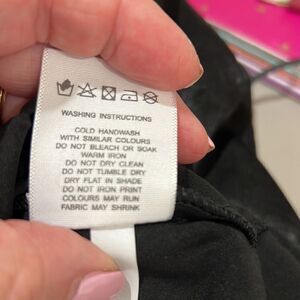 WASHING INSTRUCTIONS
COLD HANDWASH
WITH SIMILAR COLOURS
DO NOT BLEACH OR SOAK
WARM IRON
DO NOT DRY CLEAN
DO NOT TUMBLE DRY
DRY FLAT IN SHADE
DO NOT IRON PRINT
COLOURS MAY RUN
FABRIC MAY SHRINK